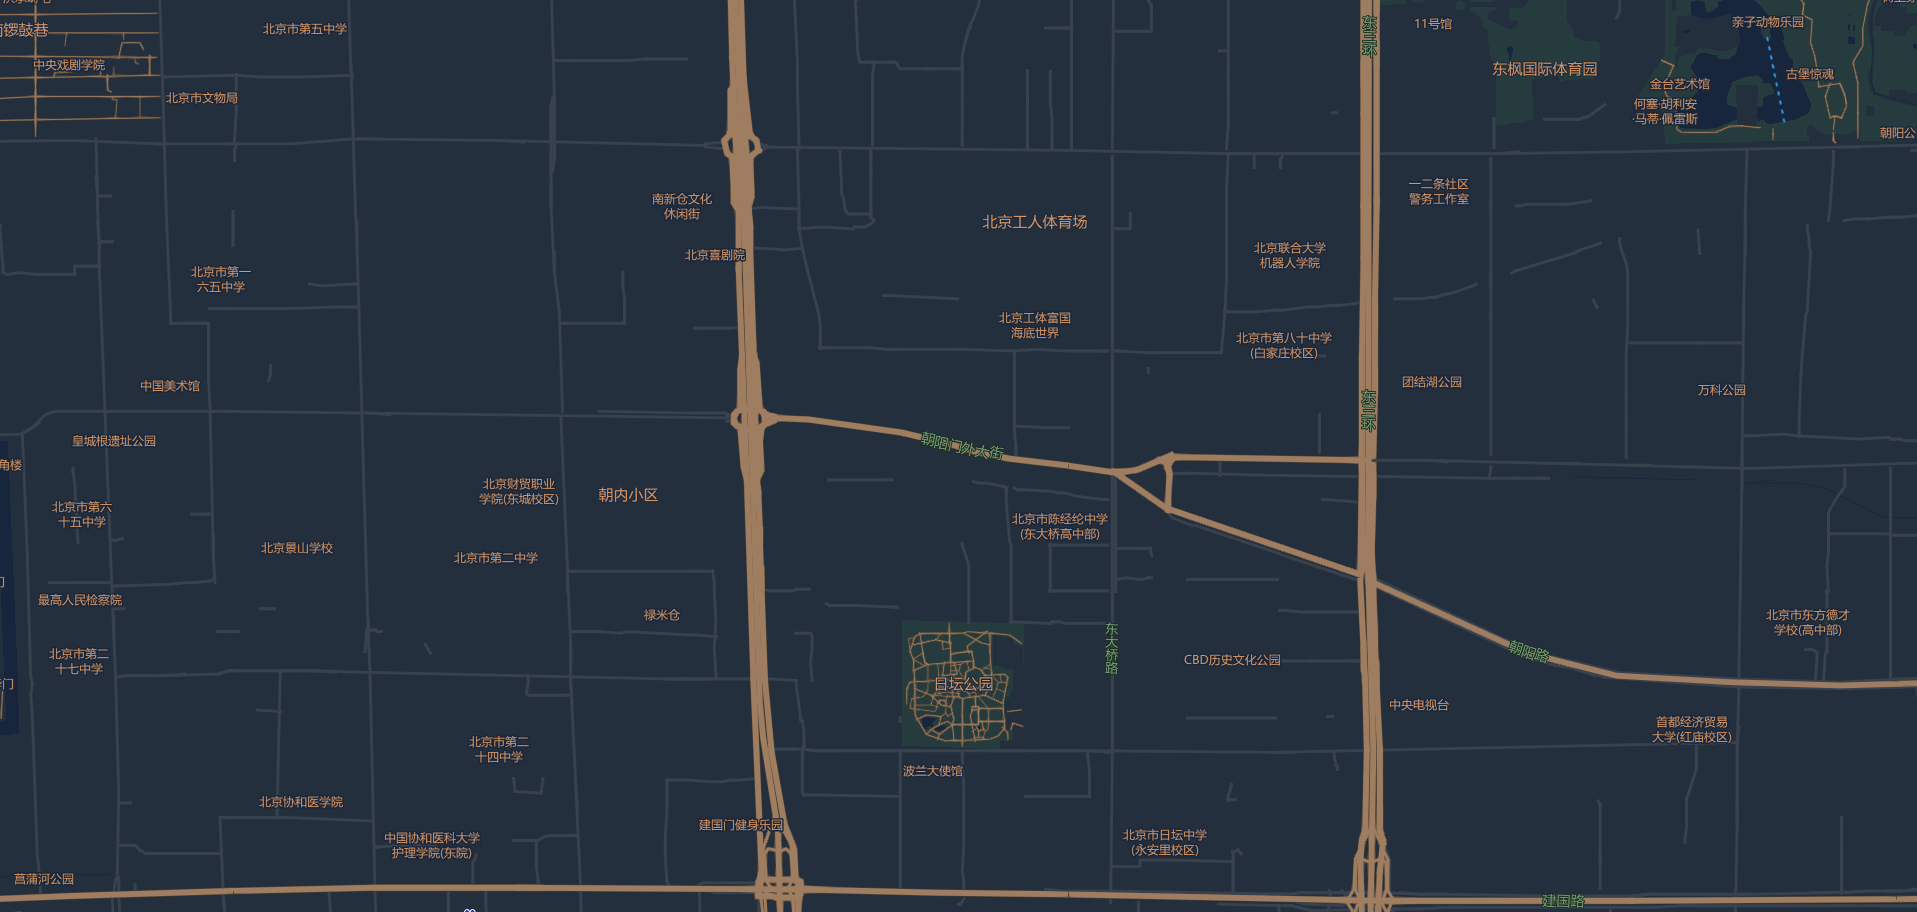 北京市第五中学
11号馆
亲子动物乐园
锣鼓巷
东三环
中央戏剧学院
东枫国际体育园
古堡惊魂
金台艺术馆
北京市文物局
何塞·胡利安
·马蒂·佩雷斯
朝阳公
南新仓文化
休闲街
一二条社区
警务工作室
北京工人体育场
北京喜剧院
北京联合大学
机器人学院
北京市第一
六五中学
北京工体富国
海底世界
北京市第八十中学
(白家庄校区)
中国美术馆
团结湖公园
万科公园
东三环
皇城根遗址公园
朝阳门外大街
角楼
北京财贸职业
学院(东城校区)
朝内小区
北京市第六
十五中学
北京市陈经纶中学
(东大桥高中部)
北京景山学校
北京市第二中学
最高人民检察院
禄米仓
北京市东方德才
学校(高中部)
东大桥路
北京市第二
十七中学
CBD历史文化公园
朝阳路
日坛公园
门
中央电视台
首都经济贸易
大学(红庙校区)
北京市第二
十四中学
波兰大使馆
北京协和医学院
建国门健身乐园
中国协和医科大学
护理学院(东院)
北京市日坛中学
(永安里校区)
菖蒲河公园
建国路